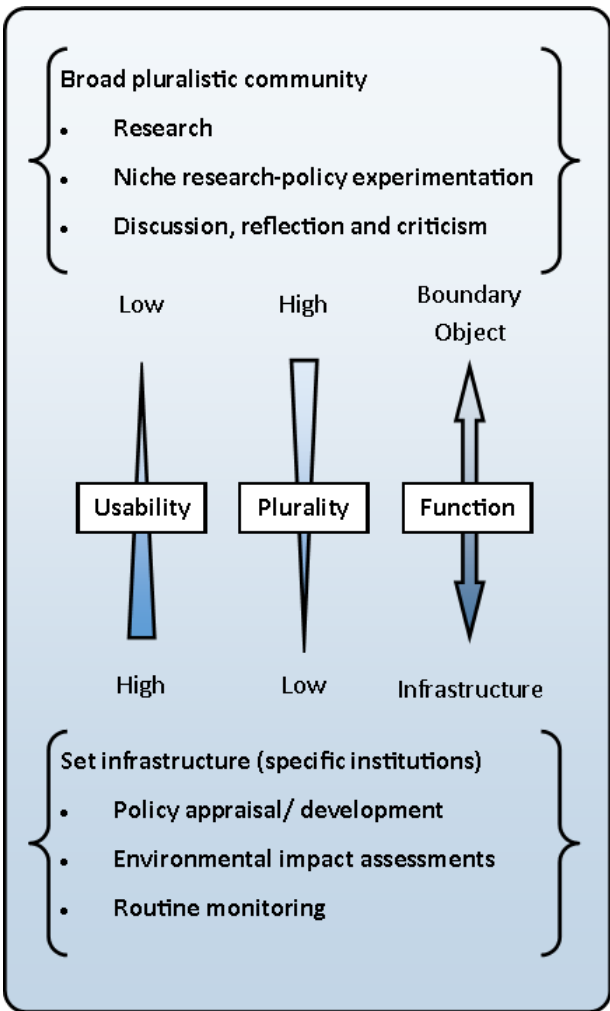 Broad pluralistic community
• Research
• Niche research-policy experimentation
• Discussion, reflection and criticism
Low High Boundary
Object
Usability Plurality Function
High Low Infrastructure
Set infrastructure (specific institutions)
• Policy appraisal/ development
• Environmental impact assessments
• Routine monitoring